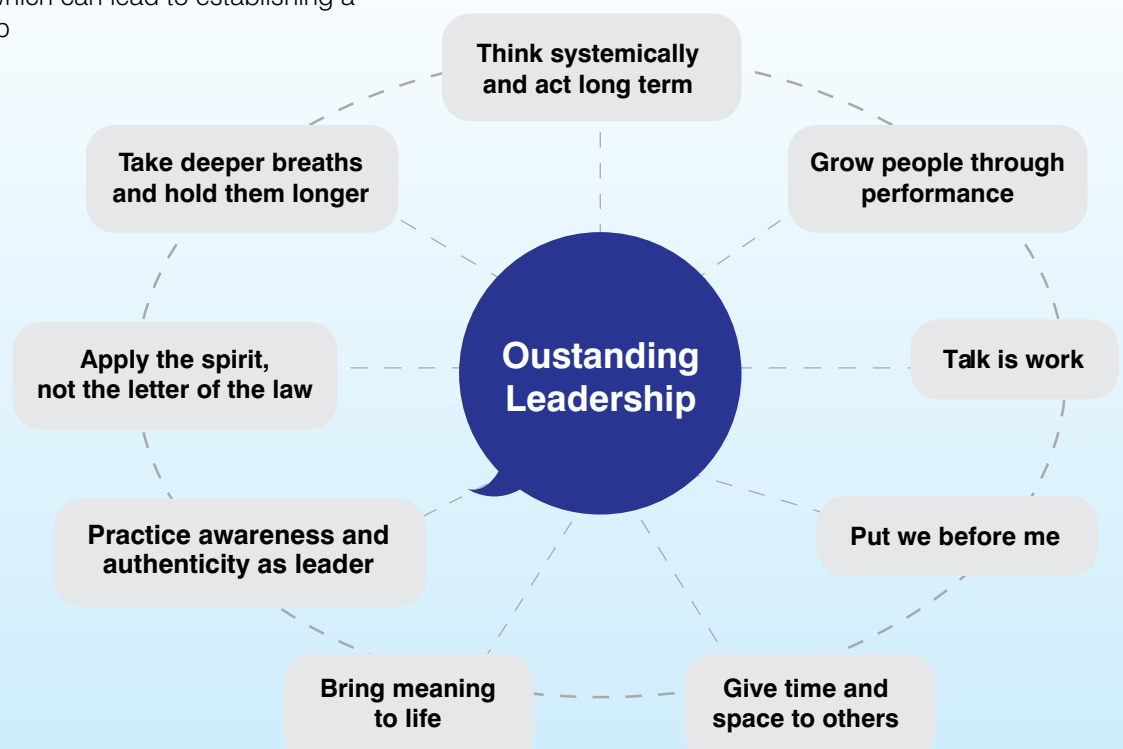 which can lead to establishing a
Think systemically
and act long term
Grow people through
performance
Talk is work
Put we before me
Give time and
space to others
Bring meaning
to life
Practice awareness and
authenticity as leader
Apply the spirit,
not the letter of the law
Take deeper breaths
and hold them longer
Oustanding
Leadership